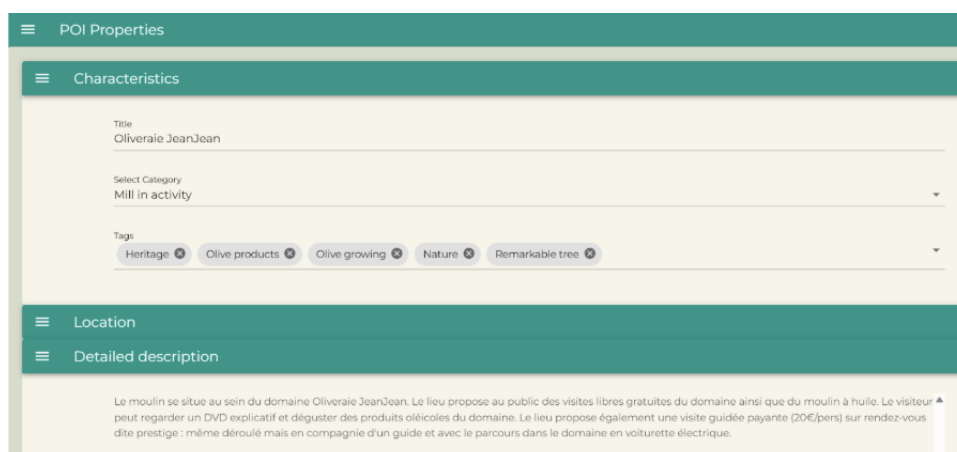 POI Properties
Characteristics
Title
Oliveraie JeanJean
Select Category
Mill in activity
Tags
Heritage Olive products Olive growing Nature Remarkable tree
Location
Detailed description
Le moulin se situe au sein du domaine Oliveraie JeanJean. Le lieu propose au public des visites libres gratuites du domaine ainsi que du moulin à huile. Le visiteur
peut regarder un DVD explicatif et déguster des produits oléicoles du domaine. Le lieu propose également une visite guidée payante (20€/pers) sur rendez-vous
dite prestige : même déroulé mais en compagnie d'un guide et avec le parcours dans le domaine en voiturette électrique.